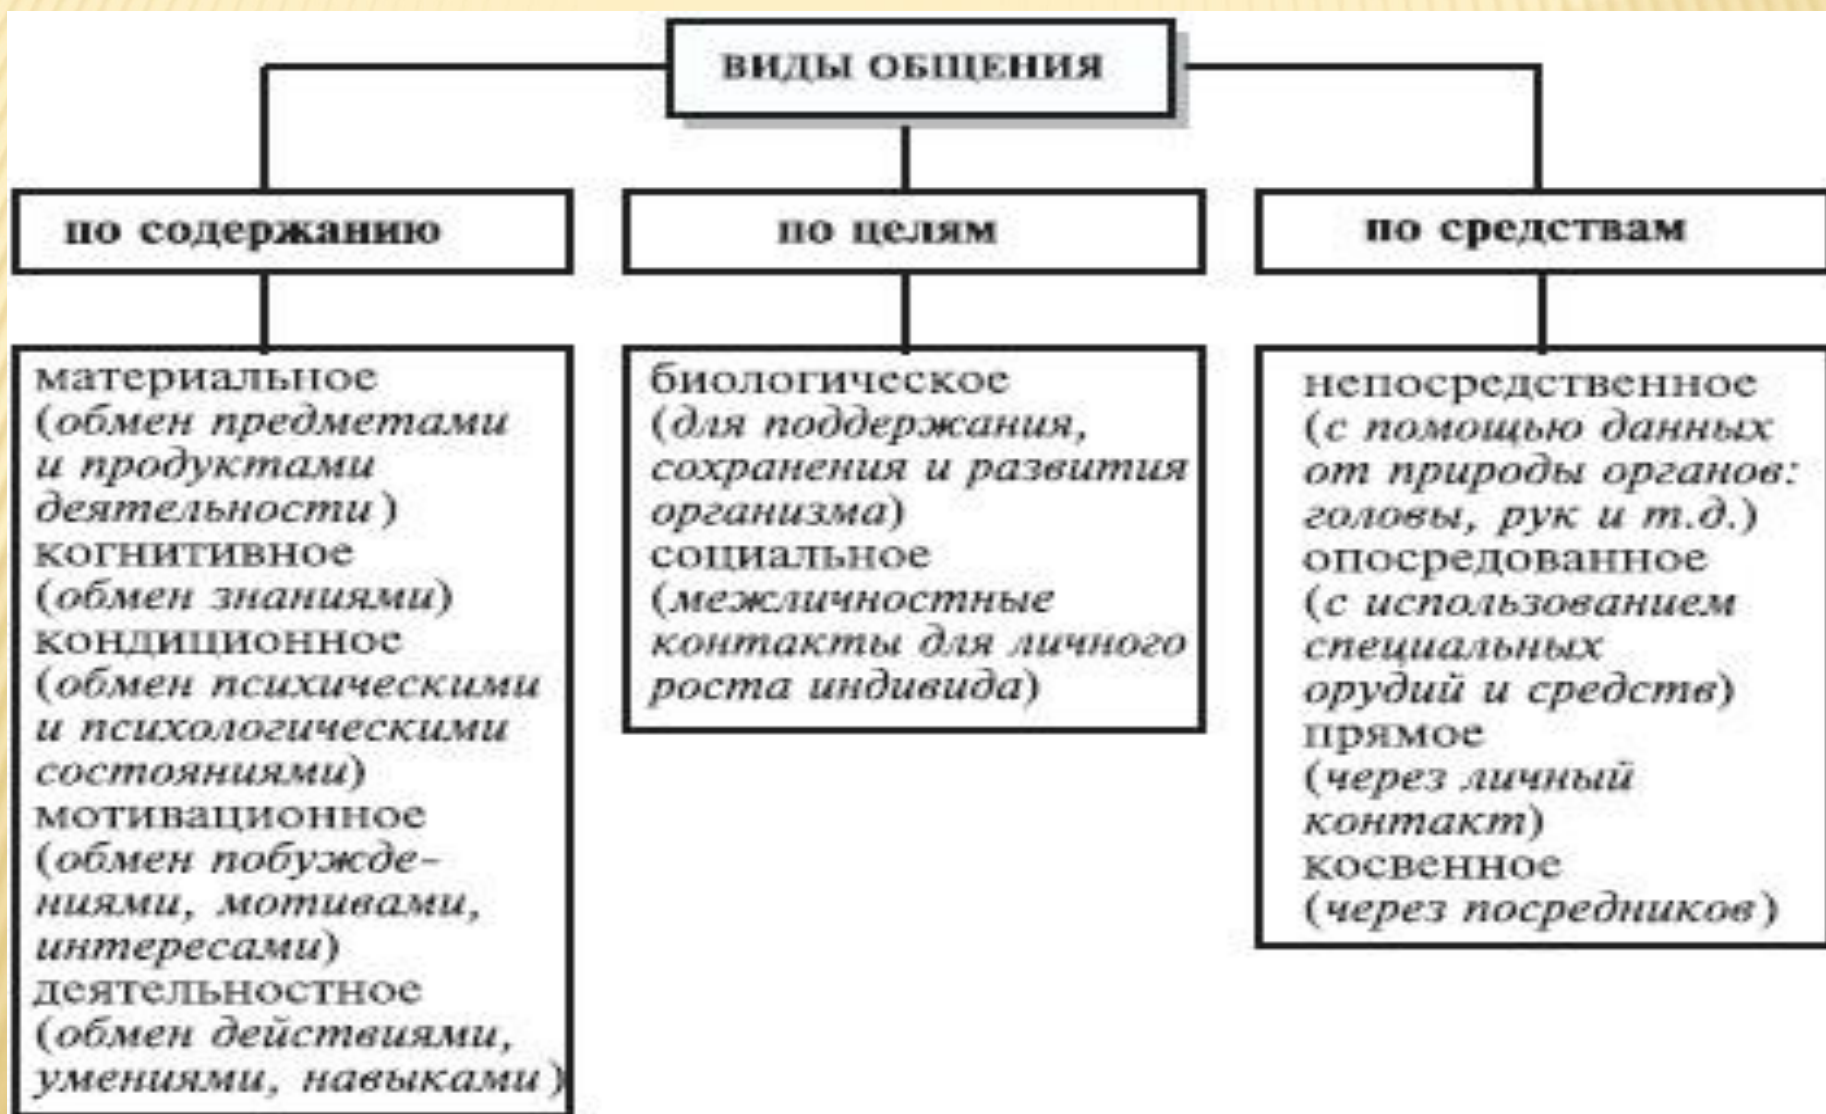 ВИДЫ ОБЩЕНИЯ
по содержанию
материальное
(обмен предметами
и продуктами
деятельности)
когнитивное
(обмен знаниями)
кондиционное
(обмен психическими
и психологическими
состояниями)
мотивационное
(обмен побужде-
ниями, мотивами,
интересами)
деятельностное
(обмен действиями,
умениями, навыками)
по целям
биологическое
(для поддержания,
сохранения и развития
организма)
социальное
(межличностные
контакты для личного
роста индивида)
по средствам
непосредственное
(с помощью данных
от природы органов:
головы, рук и т.д.)
опосредованное
(с использованием
специальных
орудий и средств)
прямое
(через личный
контакт)
косвенное
(через посредников)